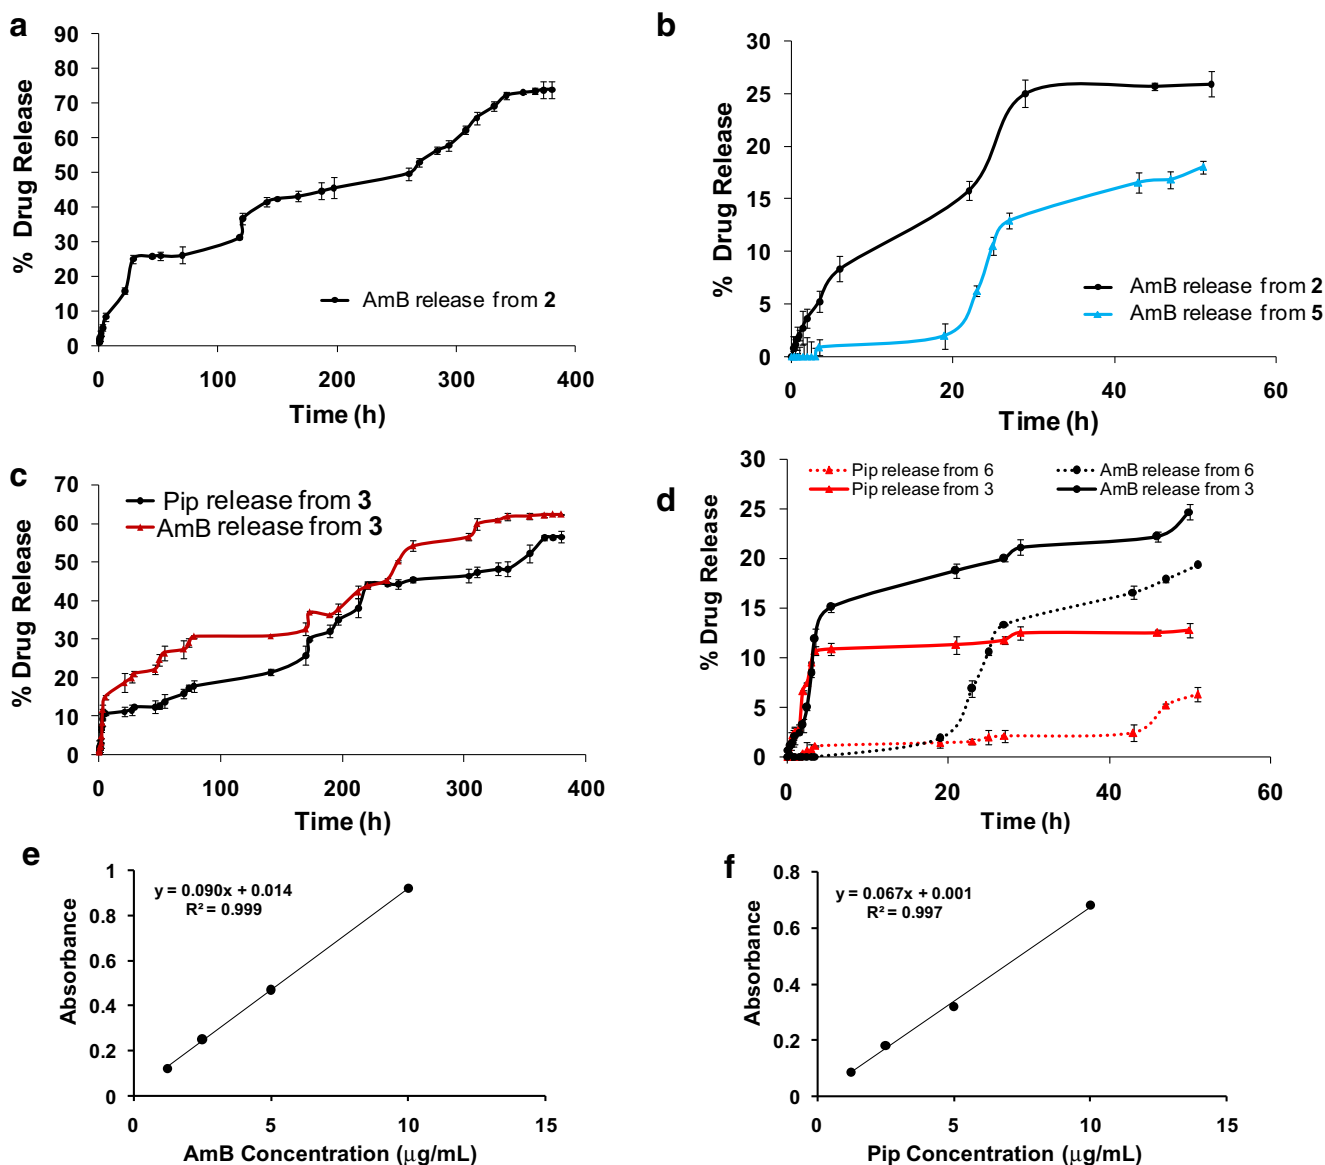 a
90
80
70
60
50
40
30
20
10
0
% Drug Release
AmB release from 2
0 100 200 300 400
Time (h)
b
30
25
20
15
10
5
0
% Drug Release
AmB release from 2
AmB release from 5
0 20 40 60
Time (h)
c
70
60
50
40
30
20
10
0
% Drug Release
Pip release from 3
AmB release from 3
0 100 200 300 400
Time (h)
d
30
25
20
15
10
5
0
% Drug Release
Pip release from 6 AmB release from 6
Pip release from 3 AmB release from 3
0 20 40 60
Time (h)
e
1
0.8
0.6
0.4
0.2
0
Absorbance
y = 0.090x + 0.014
R² = 0.999
0 5 10 15
AmB Concentration (μg/mL)
f
0.8
0.6
0.4
0.2
0
Absorbance
y = 0.067x + 0.001
R² = 0.997
0 5 10 15
Pip Concentration (μg/mL)